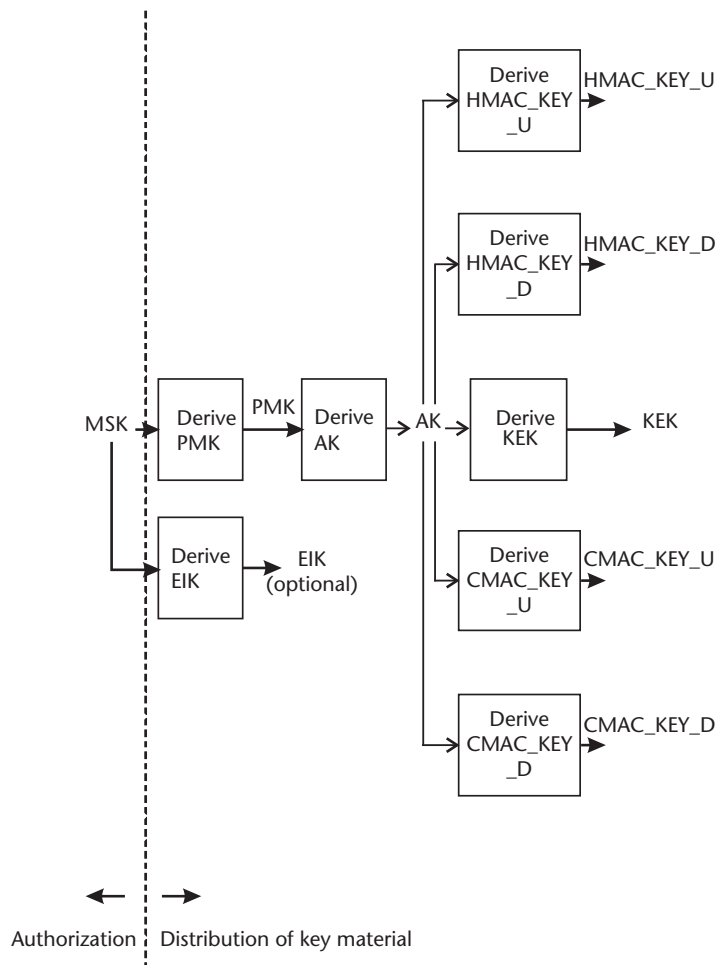 Derive
HMAC_KEY
_U
HMAC_KEY_U
Derive
HMAC_KEY
_D
HMAC_KEY_D
MSK
Derive
PMK
PMK
Derive
AK
AK
Derive
KEK
KEK
Derive
EIK
EIK
(optional)
Derive
CMAC_KEY
_U
CMAC_KEY_U
Derive
CMAC_KEY
_D
CMAC_KEY_D
Authorization
Distribution of key material